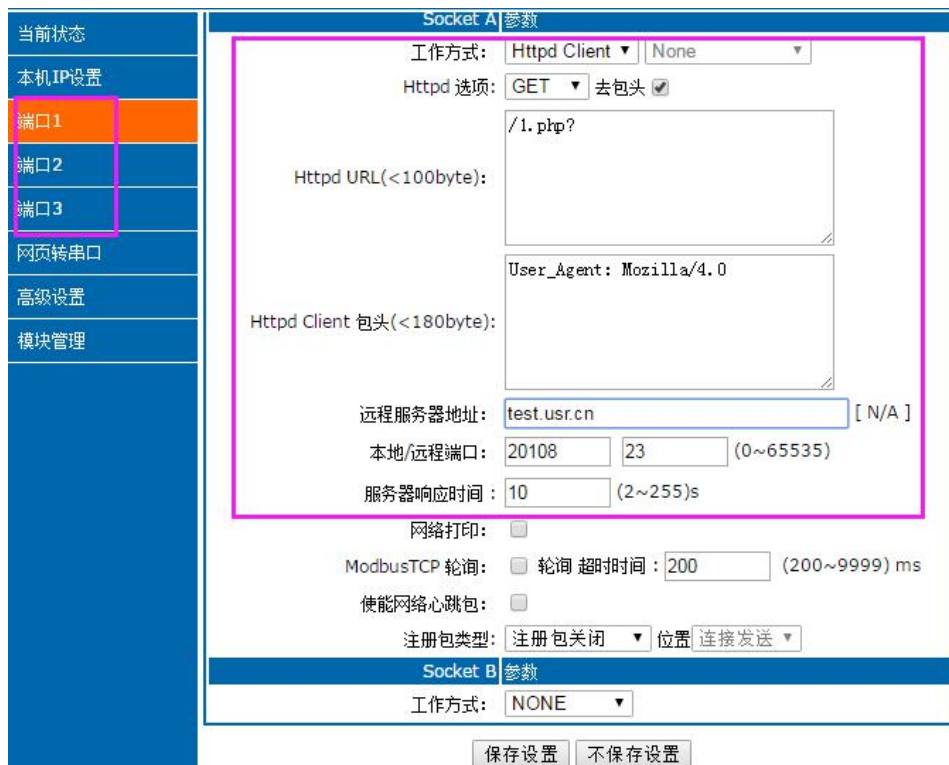 当前状态
本机IP设置
端口1
端口2
端口3
网页转串口
高级设置
模块管理
Socket A 参数
工作方式: Httpd Client None
Httpd 选项: GET 去包头
Httpd URL(<100byte): /1.php?
Httpd Client 包头(<180byte): User_Agent: Mozilla/4.0
远程服务器地址: test.usr.cn [ N/A ]
本地/远程端口: 20108 23 (0~65535)
服务器响应时间 : 10 (2~255)s
网络打印:
ModbusTCP 轮询: 轮询 超时时间 : 200 (200~9999) ms
使能网络心跳包:
注册包类型: 注册包关闭 位置 连接发送
Socket B 参数
工作方式: NONE
保存设置 不保存设置